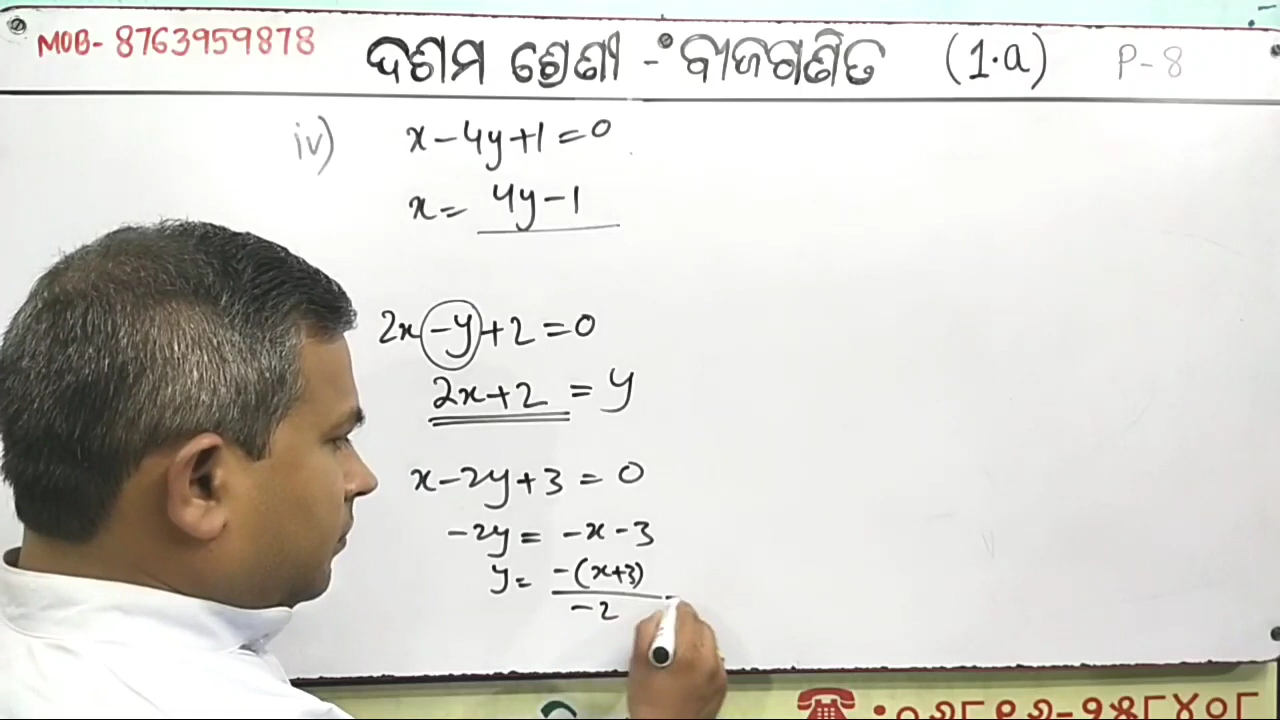 MOB- 8763959878 ଦଶମ ଶ୍ରେଣୀ - ବୀଜଗଣିତ (1.a) P-8
iv) x-4y+1=0
x= 4y-1
2x-y+2=0
2x+2 = y
x-2y+3=0
-2y= -x-3
y= -(x+3)
-2